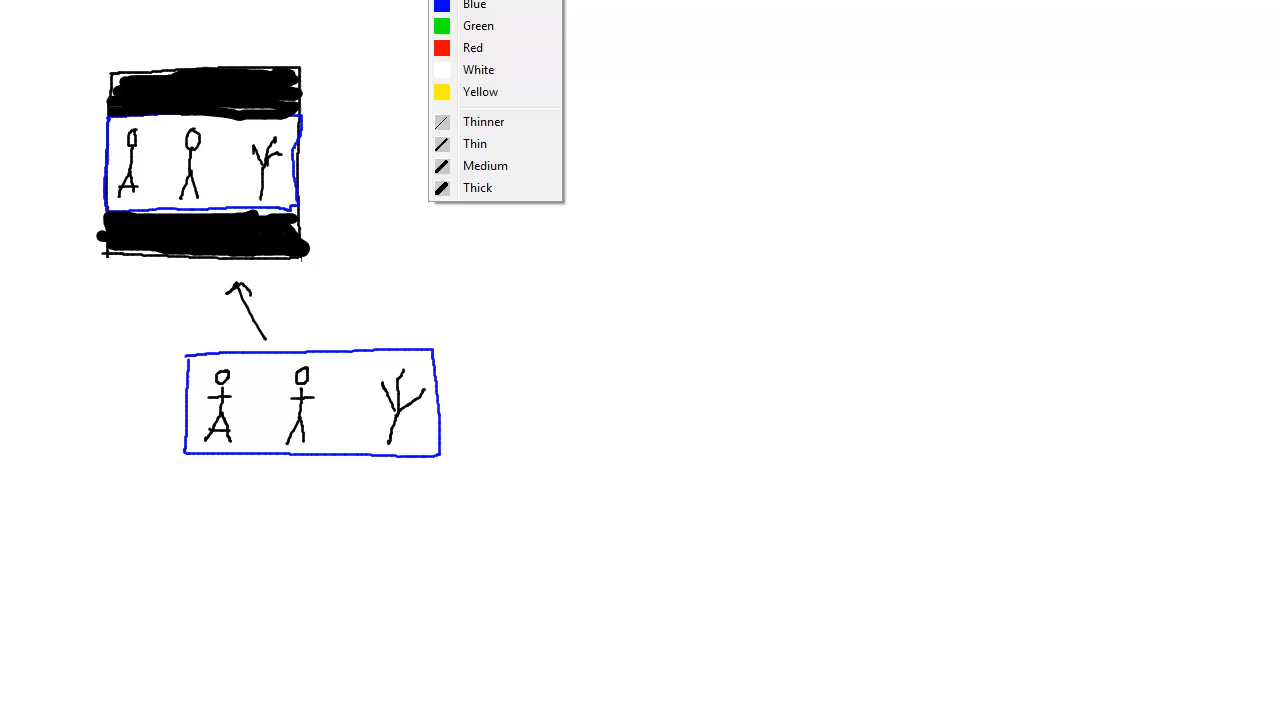 Blue
Green
Red
White
Yellow
Thinner
Thin
Medium
Thick